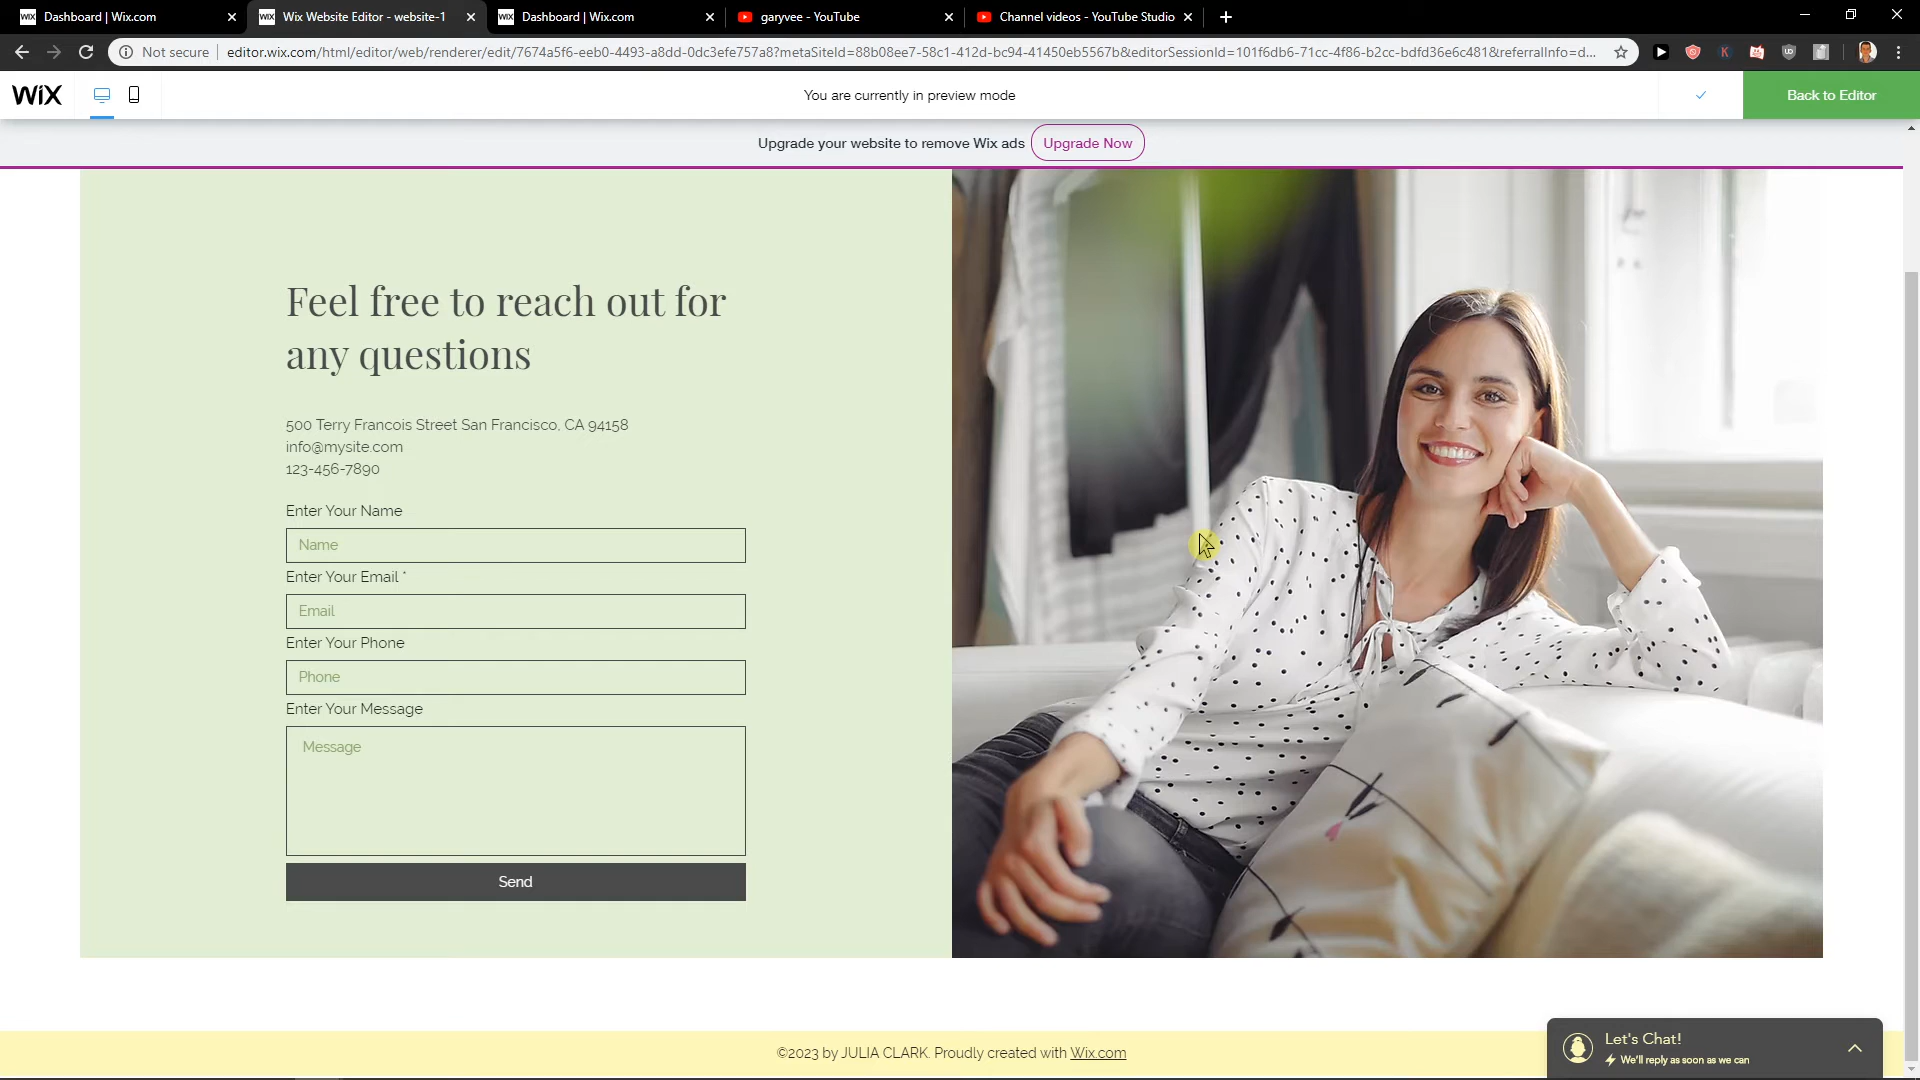 WIX Dashboard | Wix.com
WIX Wix Website Editor - website-1
WIX Dashboard | Wix.com
garyvee - YouTube
Channel videos - YouTube Studio
Not secure
editor.wix.com/html/editor/web/renderer/edit/7674a5f6-eeb0-4493-a8dd-0dc3efe757a8?metaSiteId=88b08ee7-58c1-412d-bc94-41450eb5567b&editorSessionId=101f6db6-71cc-4f86-b2cc-bdfd36e6c481&referralInfo=d...
WIX
You are currently in preview mode
Back to Editor
Upgrade your website to remove Wix ads
Upgrade Now
Feel free to reach out for
any questions
500 Terry Francois Street San Francisco, CA 94158
info@mysite.com
123-456-7890
Enter Your Name
Name
Enter Your Email *
Email
Enter Your Phone
Phone
Enter Your Message
Message
Send
©2023 by JULIA CLARK. Proudly created with Wix.com
Let's Chat!
We'll reply as soon as we can